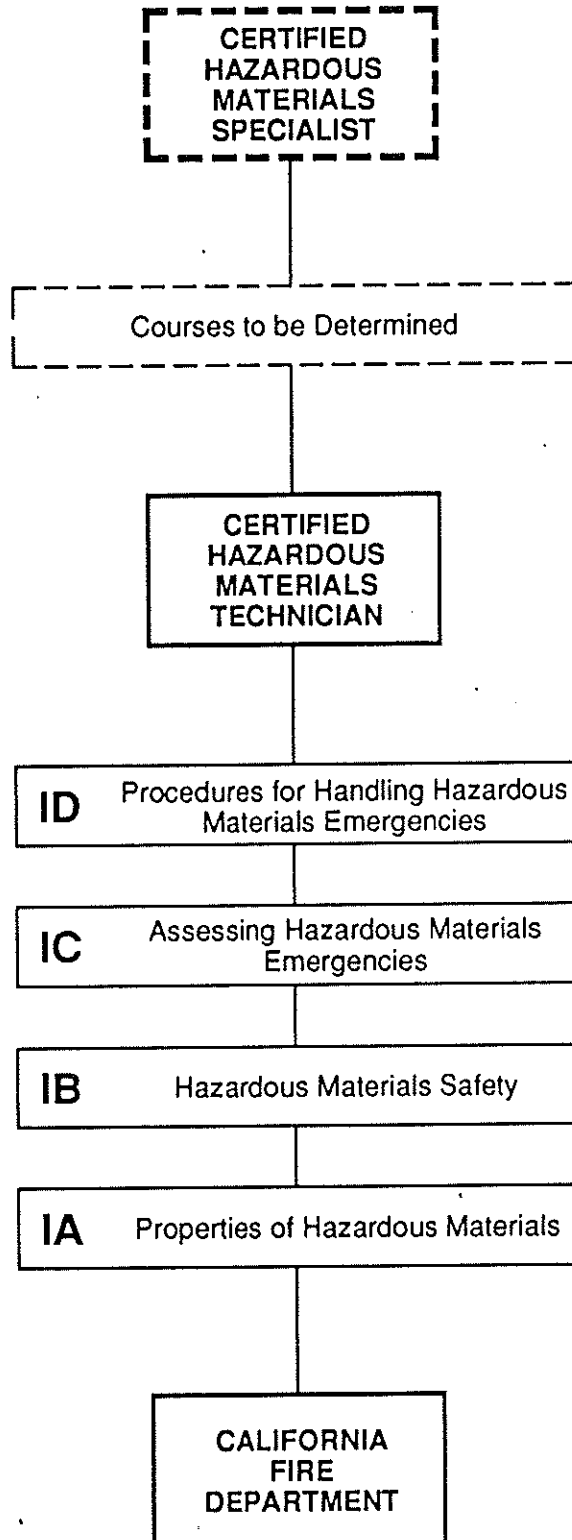 CERTIFIED
HAZARDOUS
MATERIALS
SPECIALIST
Courses to be Determined
CERTIFIED
HAZARDOUS
MATERIALS
TECHNICIAN
ID Procedures for Handling Hazardous
Materials Emergencies
IC Assessing Hazardous Materials
Emergencies
IB Hazardous Materials Safety
IA Properties of Hazardous Materials
CALIFORNIA
FIRE
DEPARTMENT